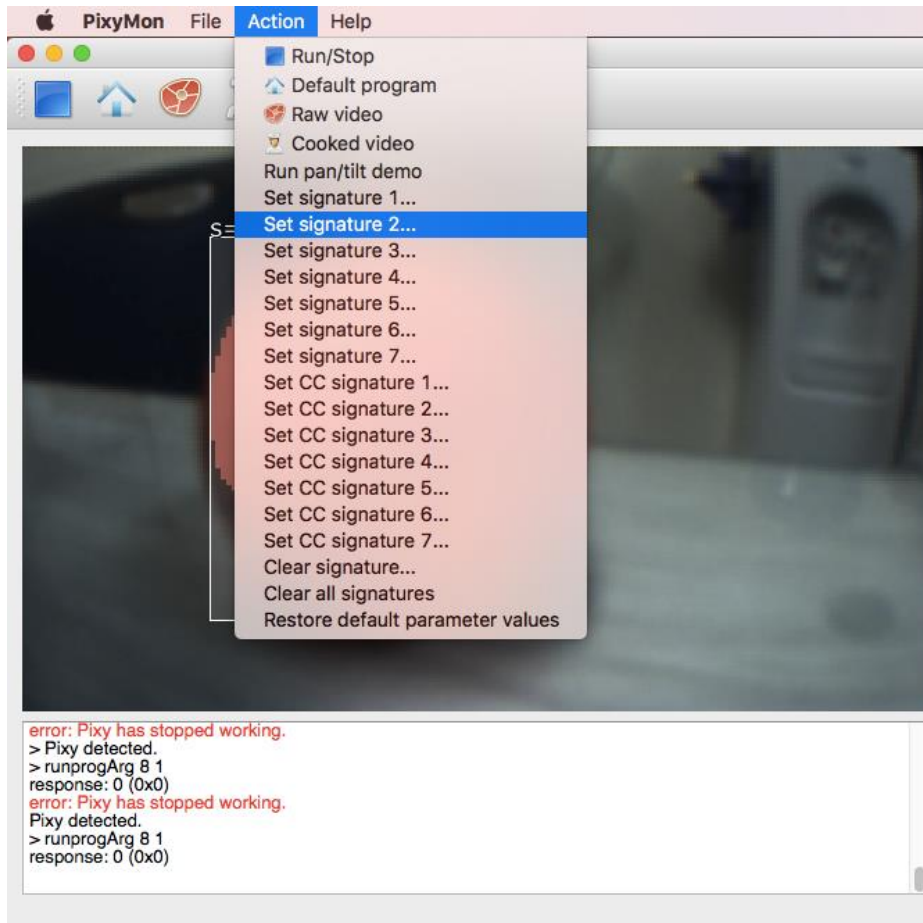 PixyMon File Action Help
Run/Stop
Default program
Raw video
Cooked video
Run pan/tilt demo
Set signature 1...
S= Set signature 2...
Set signature 3...
Set signature 4...
Set signature 5...
Set signature 6...
Set signature 7...
Set CC signature 1...
Set CC signature 2...
Set CC signature 3...
Set CC signature 4...
Set CC signature 5...
Set CC signature 6...
Set CC signature 7...
Clear signature...
Clear all signatures
Restore default parameter values
error: Pixy has stopped working.
> Pixy detected.
> runprogArg 8 1
response: 0 (0x0)
error: Pixy has stopped working.
Pixy detected.
> runprogArg 8 1
response: 0 (0x0)